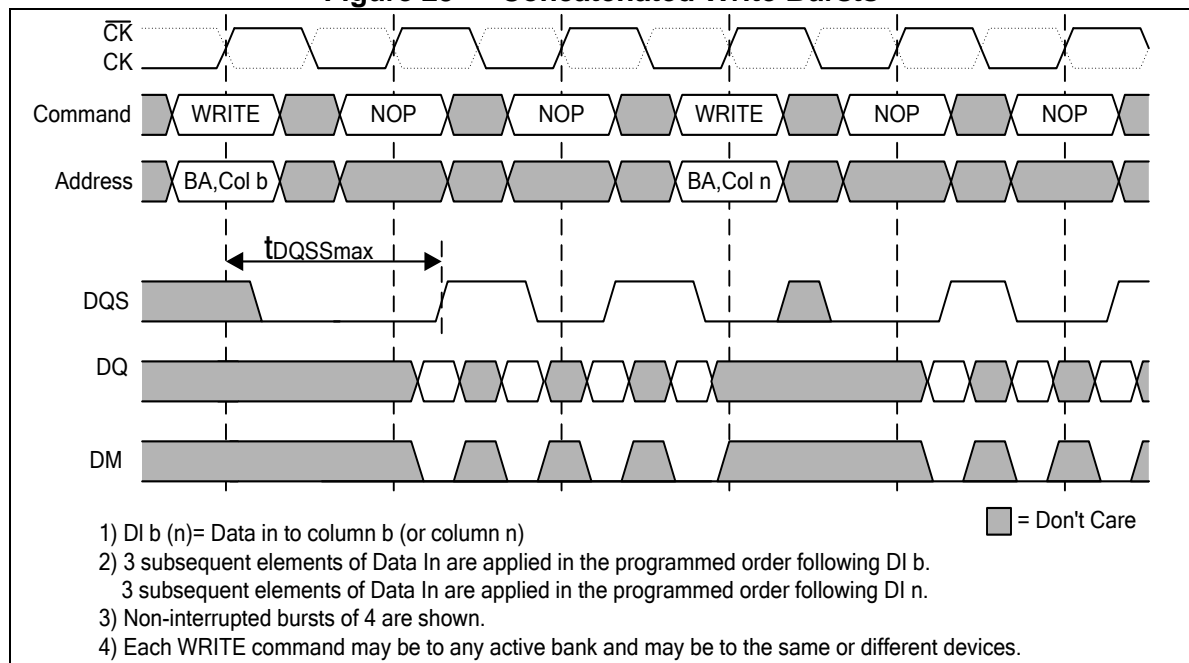 Figure — Concatenated Write Bursts
C̅K̅
CK
Command WRITE NOP NOP WRITE NOP NOP
Address BA,Col b BA,Col n
tDQSSmax
DQS
DQ
DM
= Don't Care
1) DI b (n)= Data in to column b (or column n)
2) 3 subsequent elements of Data In are applied in the programmed order following DI b.
3 subsequent elements of Data In are applied in the programmed order following DI n.
3) Non-interrupted bursts of 4 are shown.
4) Each WRITE command may be to any active bank and may be to the same or different devices.